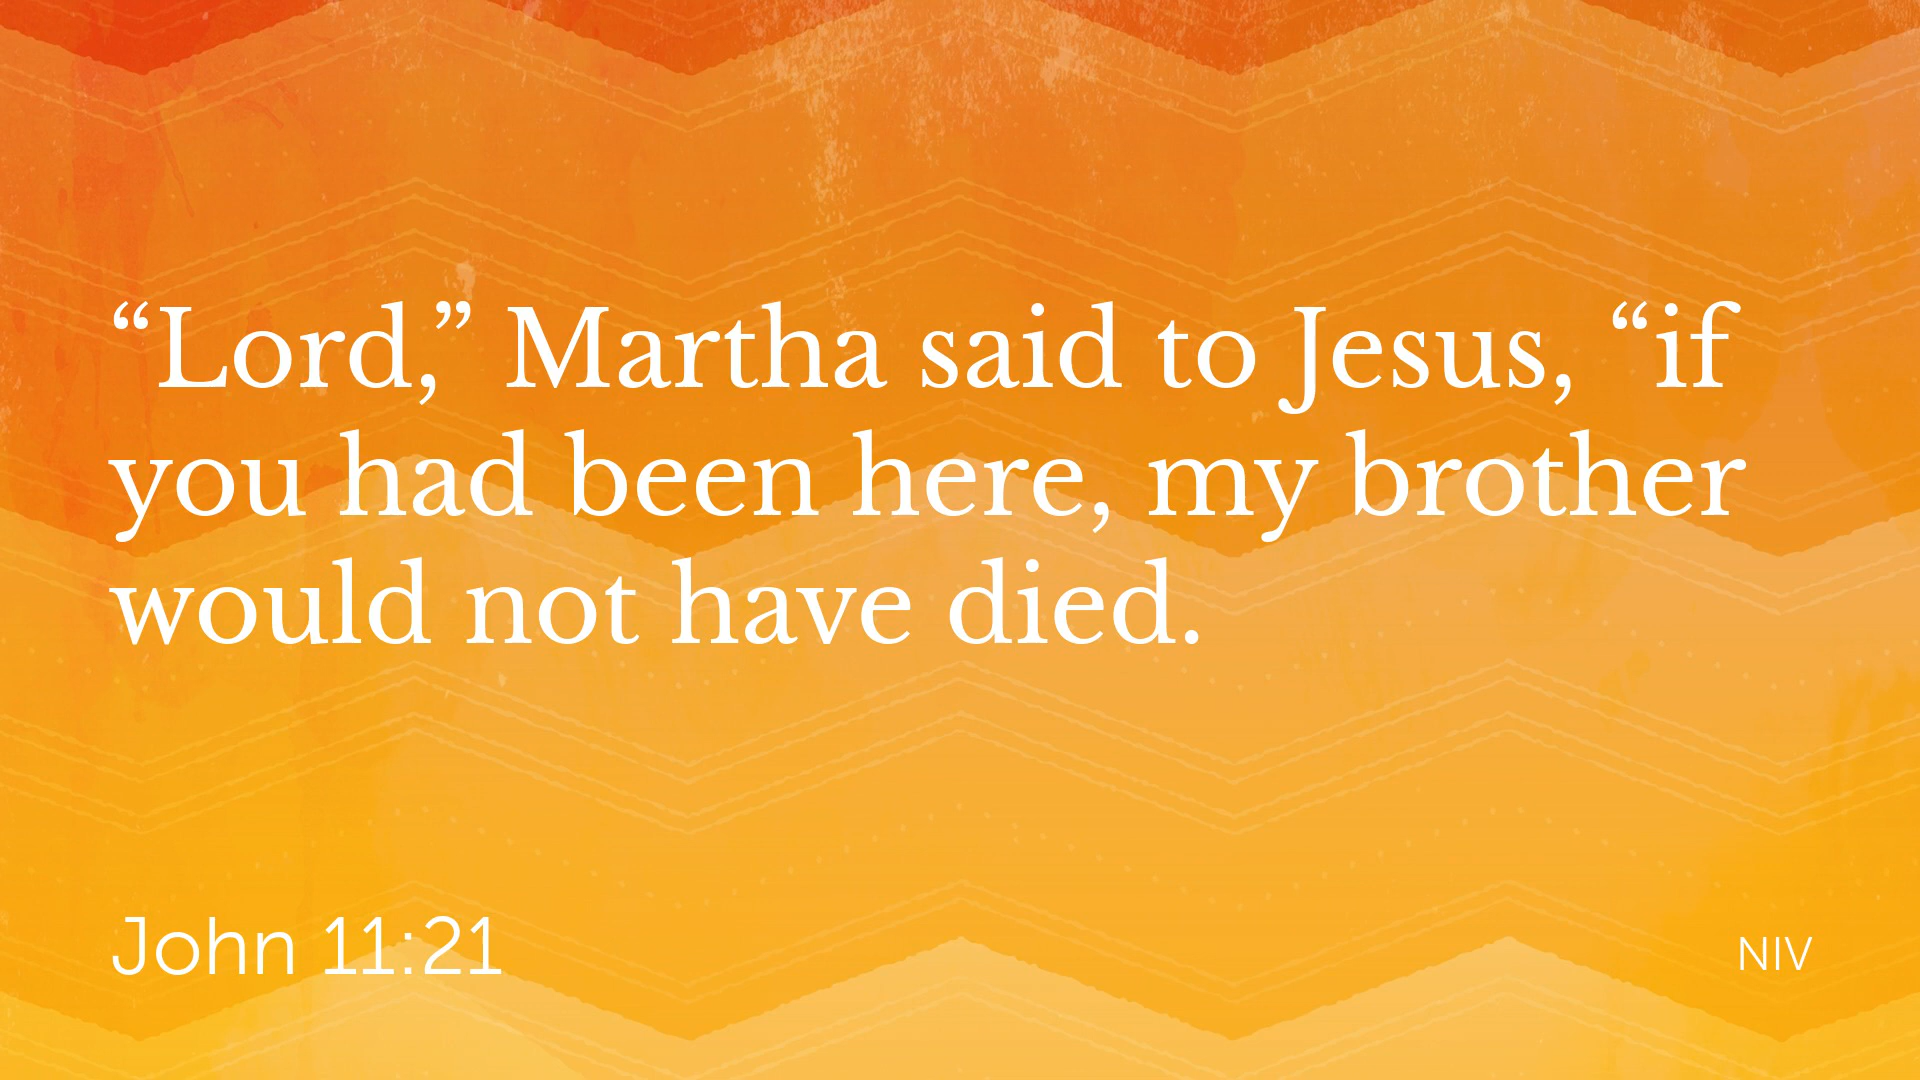 “Lord,” Martha said to Jesus, “if
you had been here, my brother
would not have died.
John 11:21
NIV